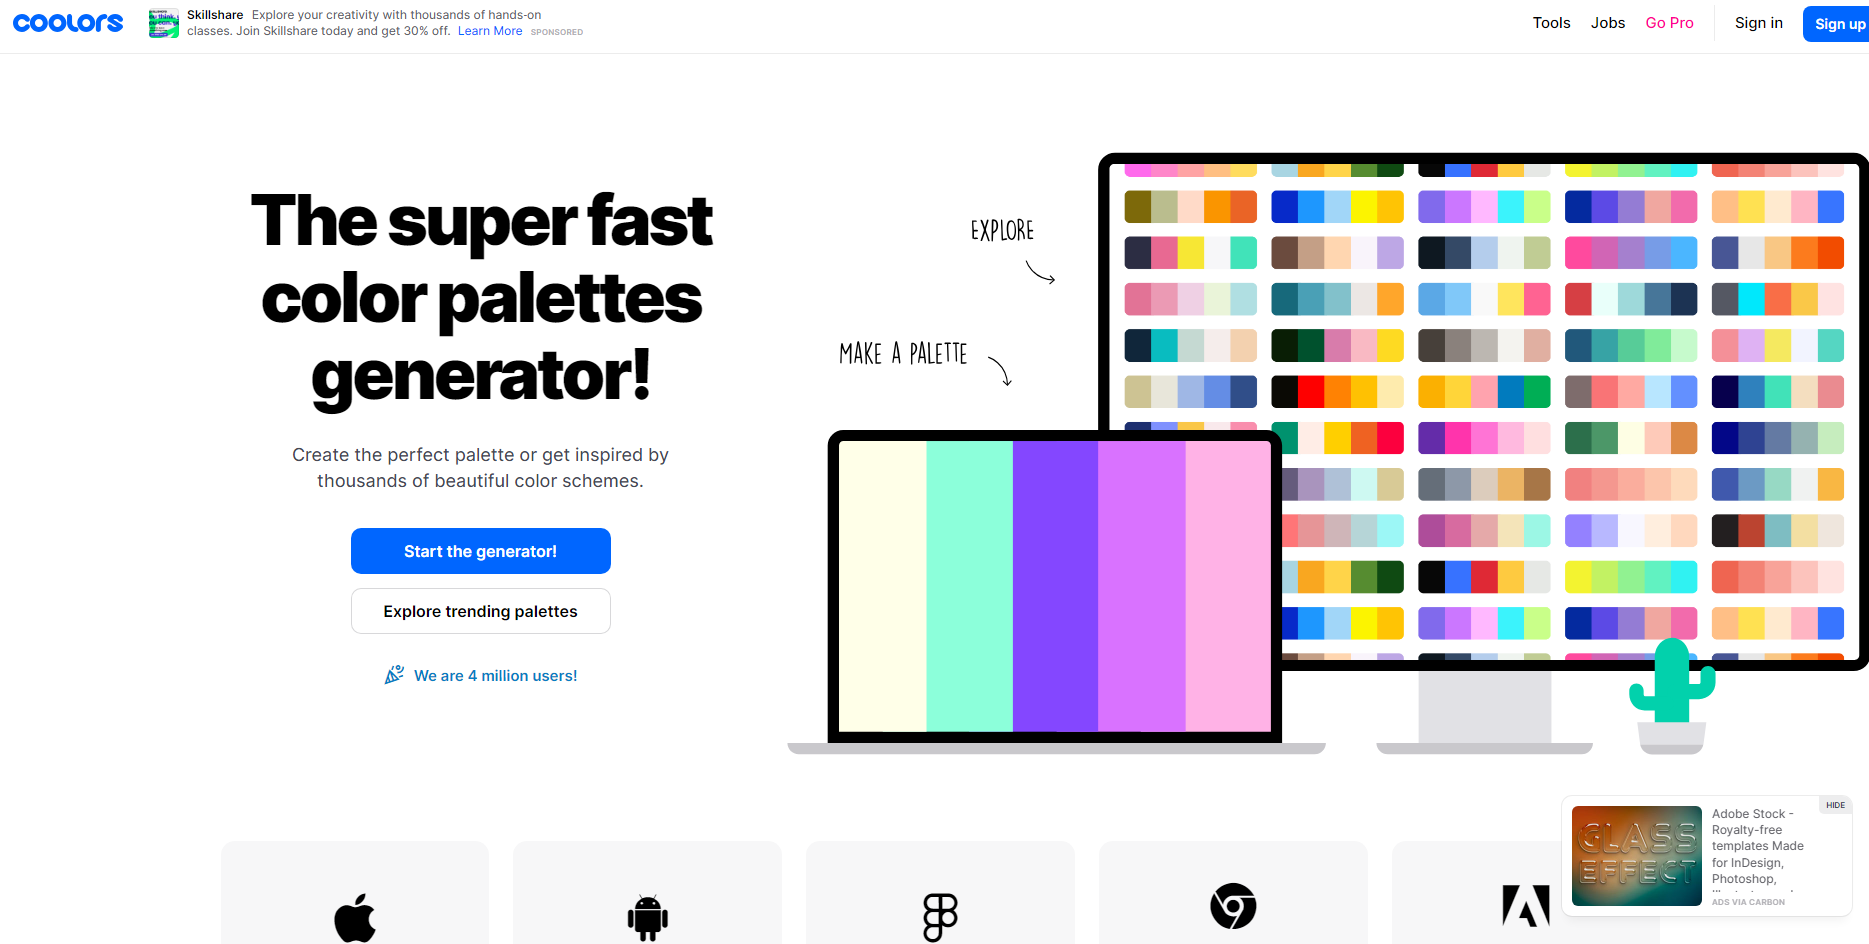 coolors
Skillshare Explore your creativity with thousands of hands-on
classes. Join Skillshare today and get 30% off. Learn More SPONSORED
Tools Jobs Go Pro Sign in Sign up
The super fast
color palettes
generator!
Create the perfect palette or get inspired by
thousands of beautiful color schemes.
Start the generator!
Explore trending palettes
We are 4 million users!
EXPLORE
MAKE A PALETTE
HIDE
GLASS
EFFECT
Adobe Stock -
Royalty-free
templates Made
for InDesign,
Photoshop,
ADS VIA CARBON